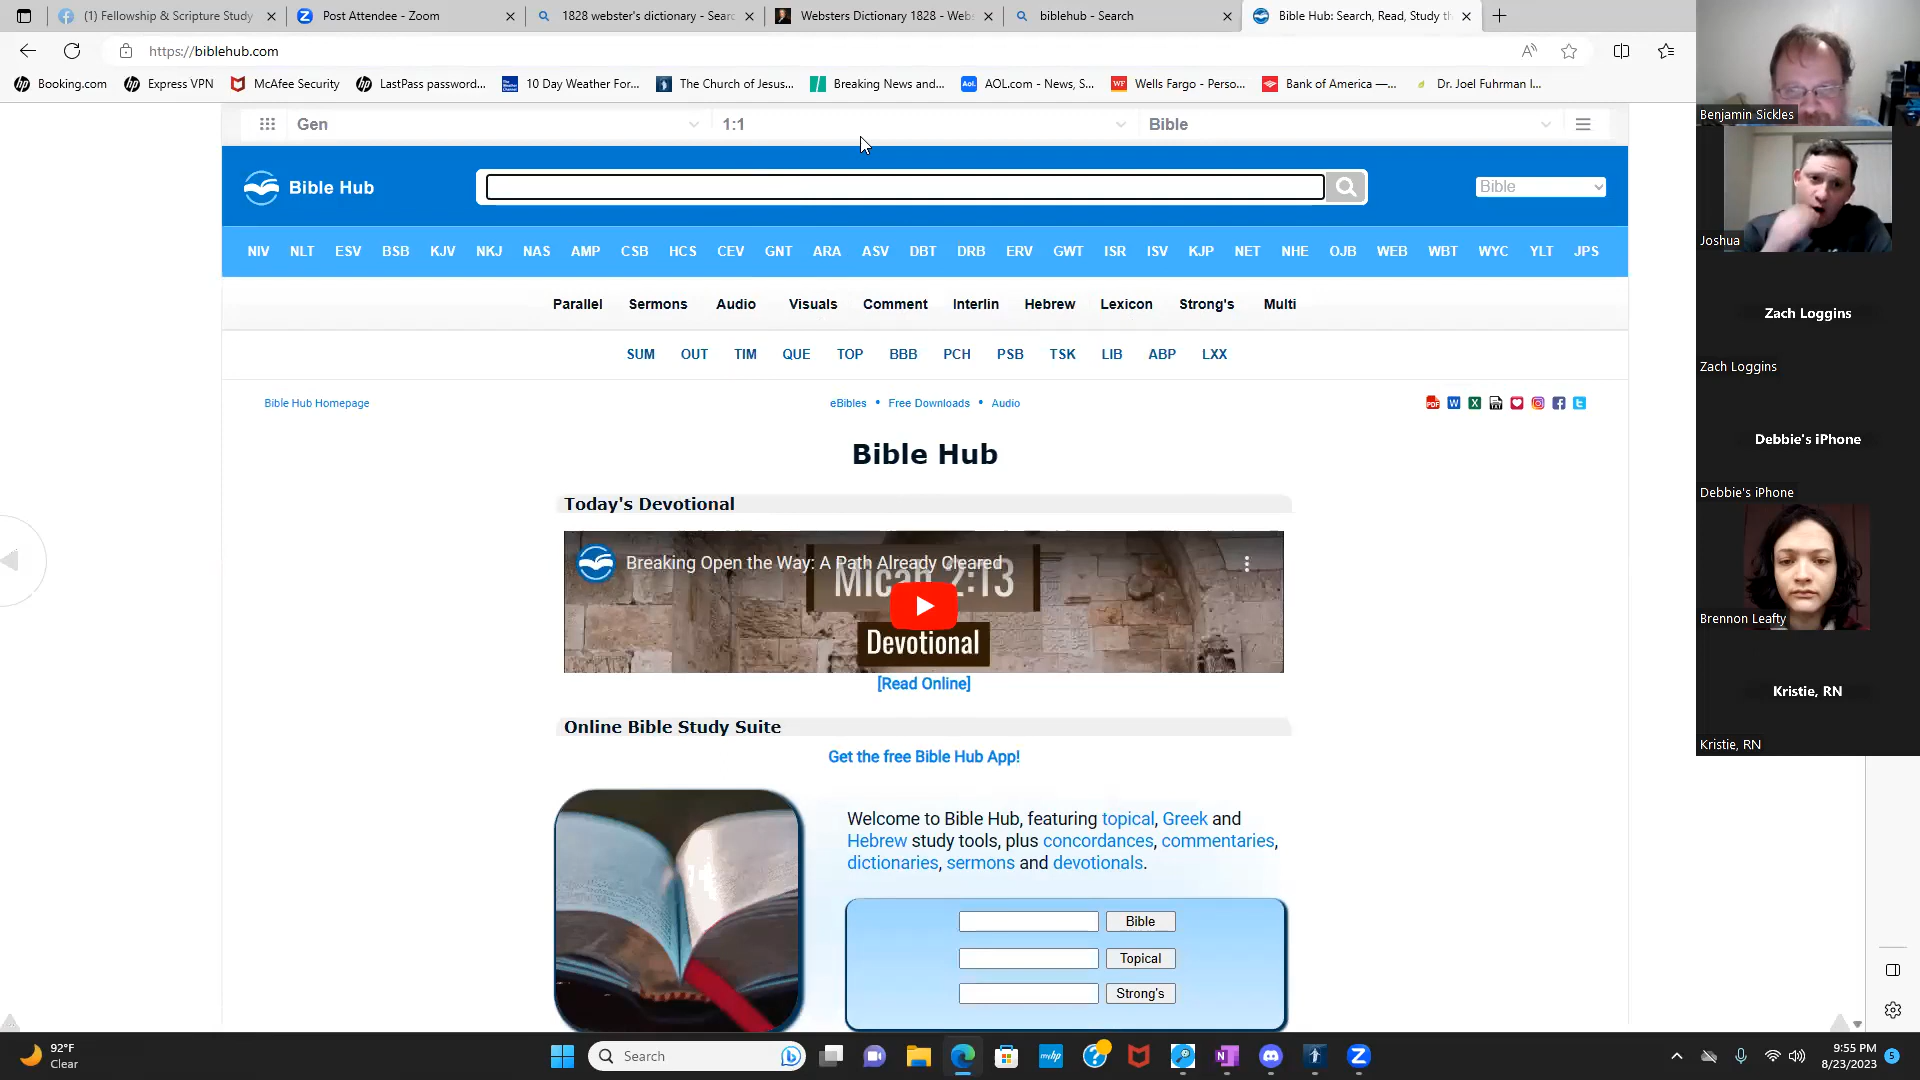 (1) Fellowship & Scripture Study
Post Attendee - Zoom
1828 webster's dictionary - Sear
Websters Dictionary 1828 - Web
biblehub - Search
Bible Hub: Search, Read, Study th
https://biblehub.com
Booking.com
Express VPN
McAfee Security
LastPass password...
10 Day Weather For...
The Church of Jesus...
Breaking News and...
AOL.com - News, S...
Wells Fargo - Perso...
Bank of America —...
Dr. Joel Fuhrman I...
Gen 1:1 Bible
Bible Hub
Bible
NIV NLT ESV BSB KJV NKJ NAS AMP CSB HCS CEV GNT ARA ASV DBT DRB ERV GWT ISR ISV KJP NET NHE OJB WEB WBT WYC YLT JPS
Parallel Sermons Audio Visuals Comment Interlin Hebrew Lexicon Strong's Multi
SUM OUT TIM QUE TOP BBB PCH PSB TSK LIB ABP LXX
Bible Hub Homepage
eBibles • Free Downloads • Audio
Bible Hub
Today's Devotional
Breaking Open the Way: A Path Already Cleared
Micah 2:13
Devotional
[Read Online]
Online Bible Study Suite
Get the free Bible Hub App!
Welcome to Bible Hub, featuring topical, Greek and
Hebrew study tools, plus concordances, commentaries,
dictionaries, sermons and devotionals.
Bible
Topical
Strong's
Benjamin Sickles
Joshua
Zach Loggins
Zach Loggins
Debbie's iPhone
Debbie's iPhone
Brennon Leafty
Kristie, RN
Kristie, RN
92°F
Clear
Search
9:55 PM
8/23/2023
5